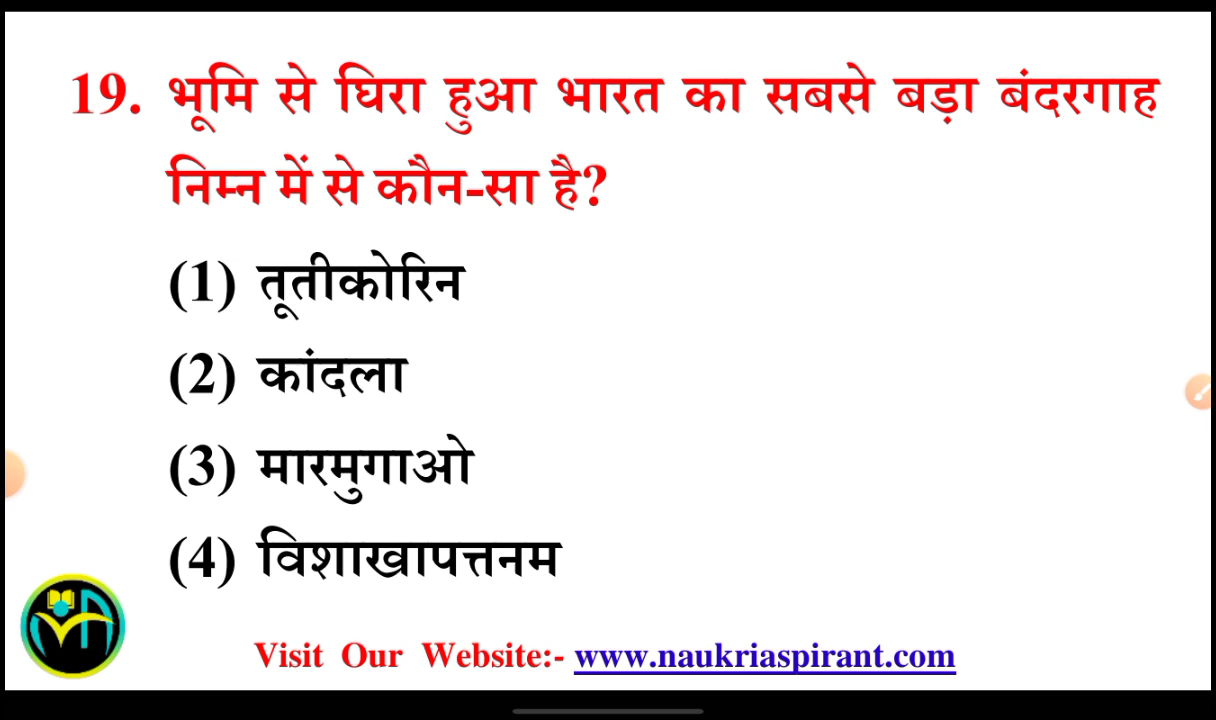 19. भूमि से घिरा हुआ भारत का सबसे बड़ा बंदरगाह
निम्न में से कौन-सा है?
(1) तूतीकोरिन
(2) कांदला
(3) मारमुगाओ
(4) विशाखापत्तनम
Visit Our Website:- www.naukriaspirant.com